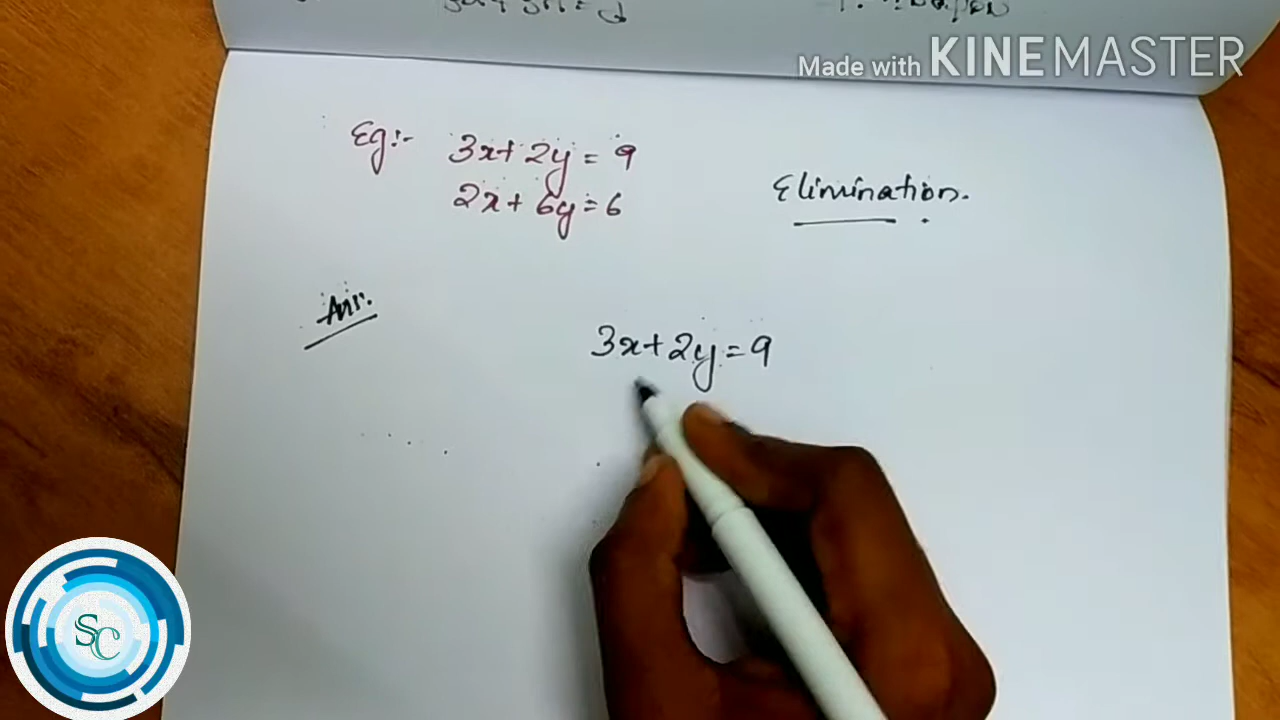 Made with KINEMASTER
Eg:- 3x+2y=9
2x+6y=6
Elimination.
Ans.
3x+2y=9
SC